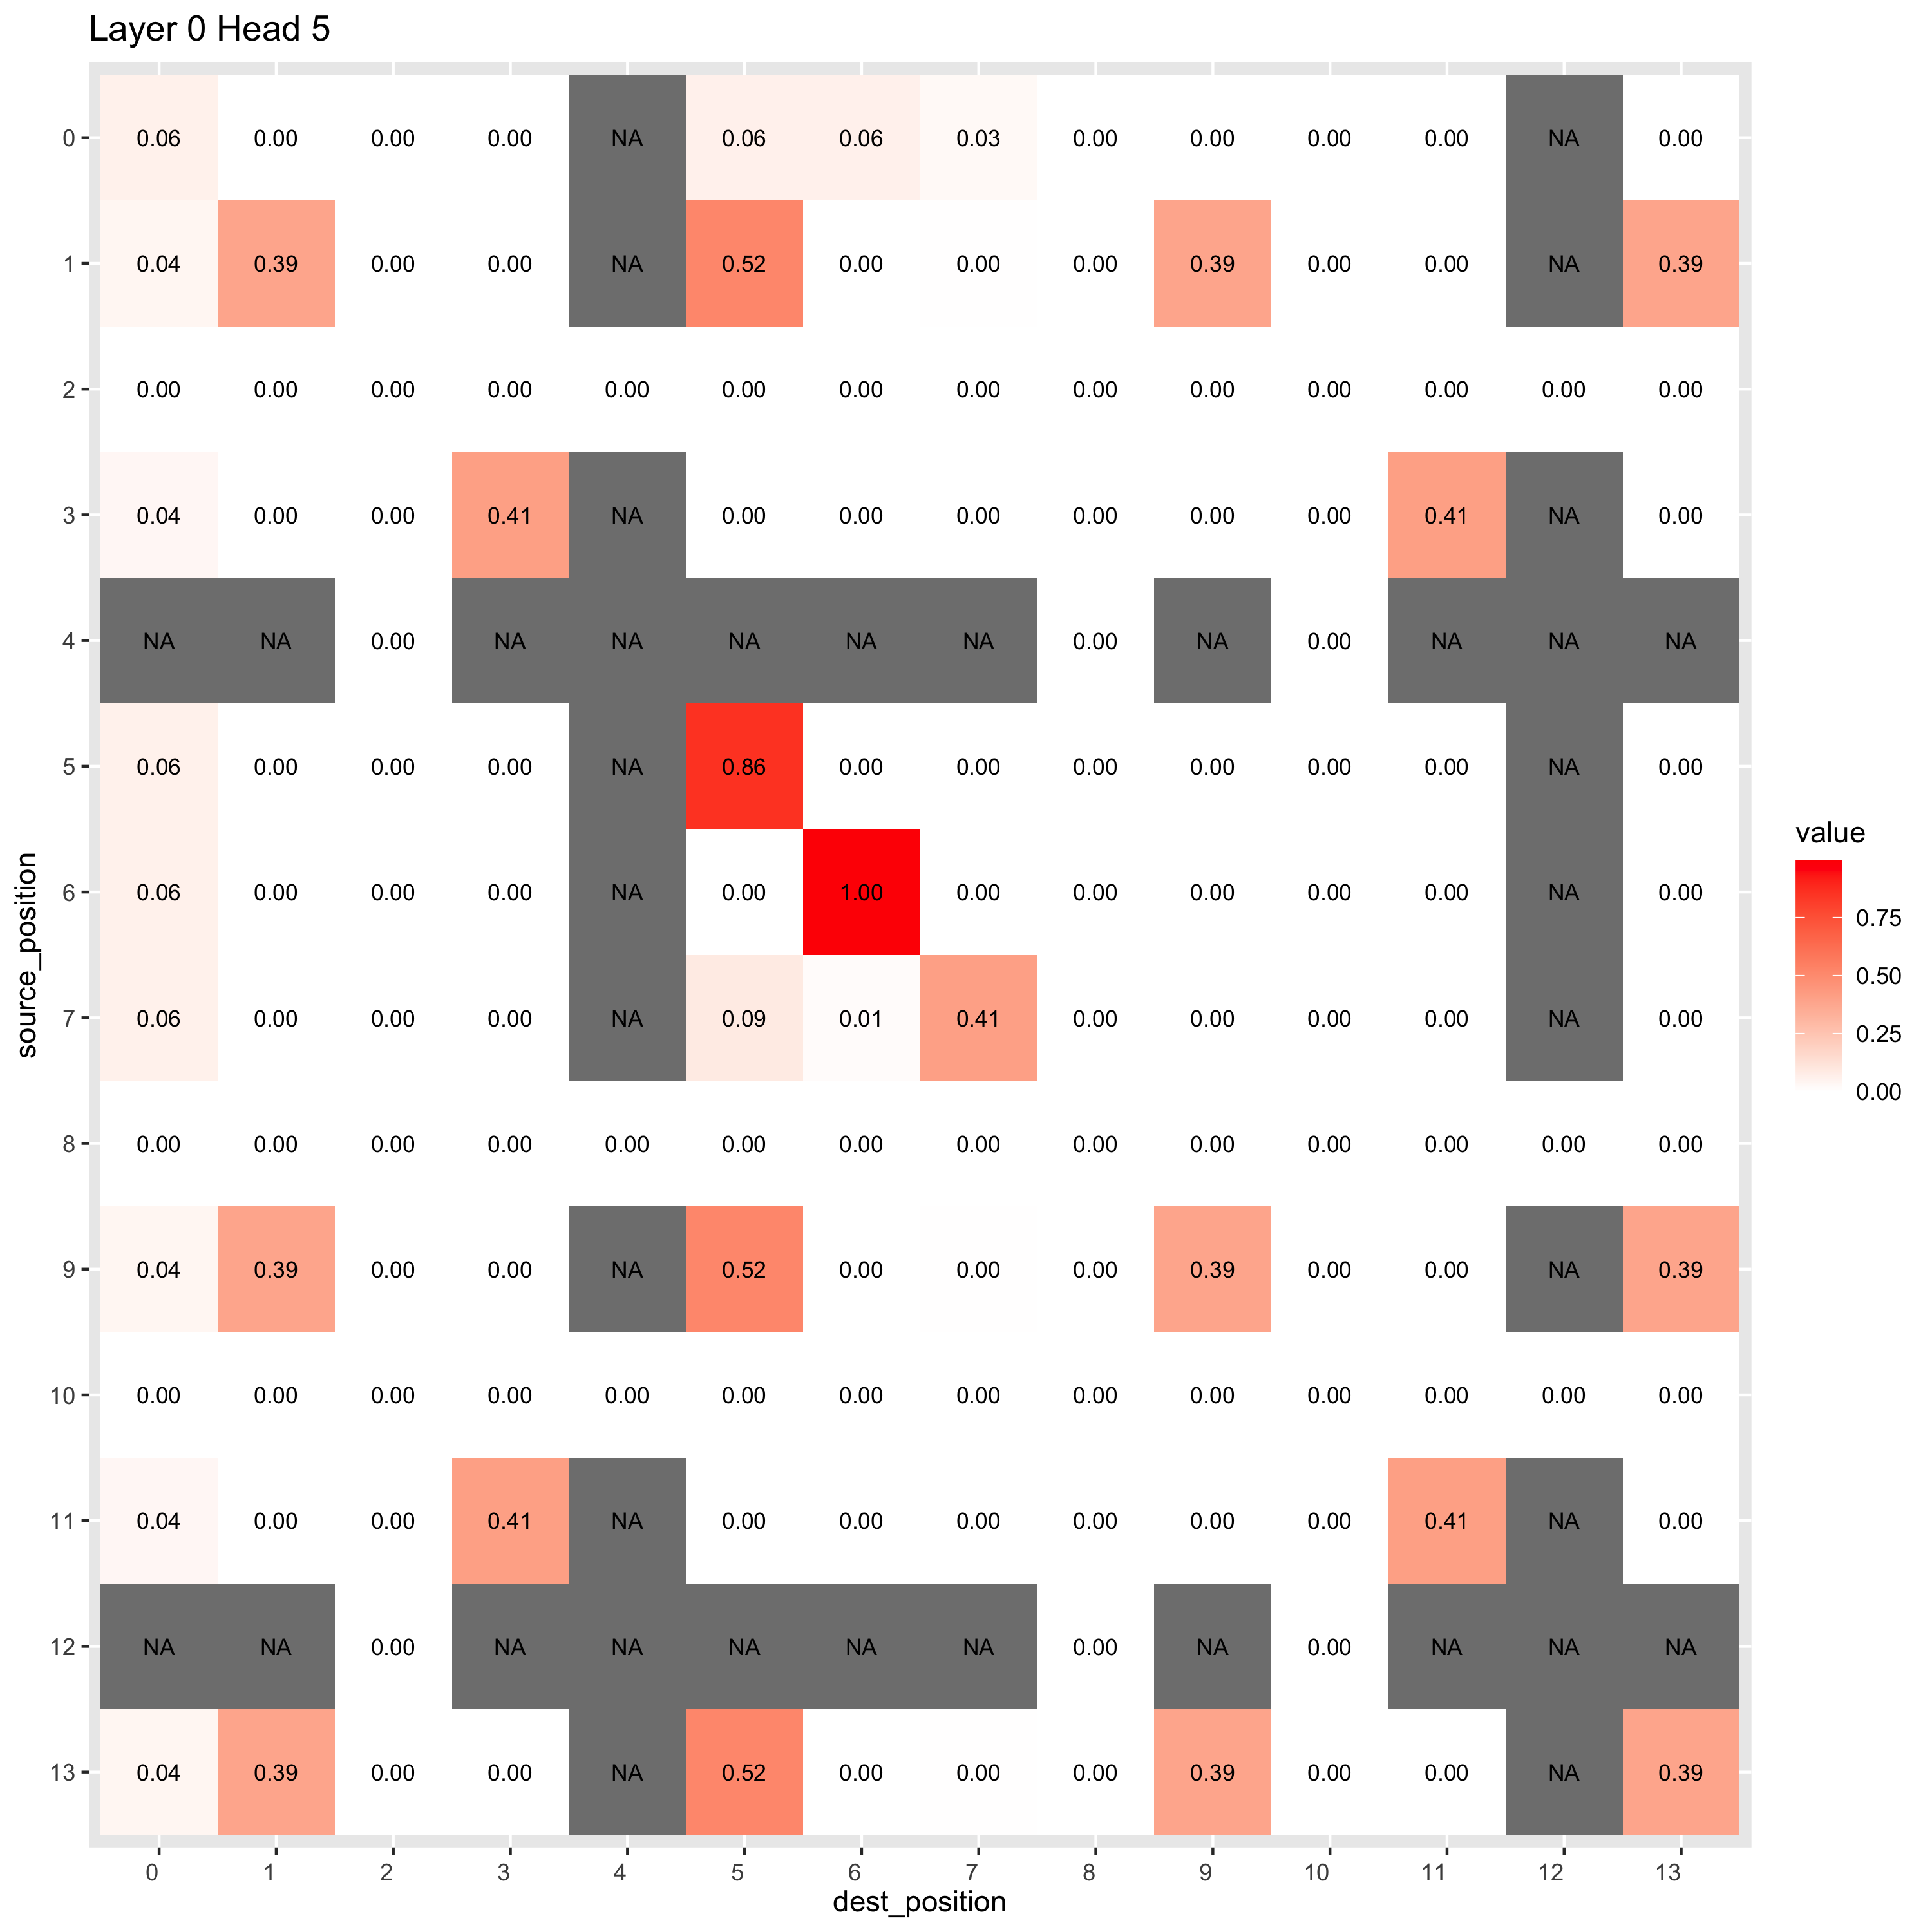 Layer 0 Head 5
0 0.06 0.00 0.00 0.00 NA 0.06 0.06 0.03 0.00 0.00 0.00 0.00 NA 0.00
1 0.04 0.39 0.00 0.00 NA 0.52 0.00 0.00 0.00 0.39 0.00 0.00 NA 0.39
2 0.00 0.00 0.00 0.00 0.00 0.00 0.00 0.00 0.00 0.00 0.00 0.00 0.00 0.00
3 0.04 0.00 0.00 0.41 NA 0.00 0.00 0.00 0.00 0.00 0.00 0.41 NA 0.00
4 NA NA 0.00 NA NA NA NA NA 0.00 NA 0.00 NA NA NA
5 0.06 0.00 0.00 0.00 NA 0.86 0.00 0.00 0.00 0.00 0.00 0.00 NA 0.00
6 0.06 0.00 0.00 0.00 NA 0.00 1.00 0.00 0.00 0.00 0.00 0.00 NA 0.00
7 0.06 0.00 0.00 0.00 NA 0.09 0.01 0.41 0.00 0.00 0.00 0.00 NA 0.00
8 0.00 0.00 0.00 0.00 0.00 0.00 0.00 0.00 0.00 0.00 0.00 0.00 0.00 0.00
9 0.04 0.39 0.00 0.00 NA 0.52 0.00 0.00 0.00 0.39 0.00 0.00 NA 0.39
10 0.00 0.00 0.00 0.00 0.00 0.00 0.00 0.00 0.00 0.00 0.00 0.00 0.00 0.00
11 0.04 0.00 0.00 0.41 NA 0.00 0.00 0.00 0.00 0.00 0.00 0.41 NA 0.00
12 NA NA 0.00 NA NA NA NA NA 0.00 NA 0.00 NA NA NA
13 0.04 0.39 0.00 0.00 NA 0.52 0.00 0.00 0.00 0.39 0.00 0.00 NA 0.39
0 1 2 3 4 5 6 7 8 9 10 11 12 13
dest_position
source_position
value
0.75
0.50
0.25
0.00